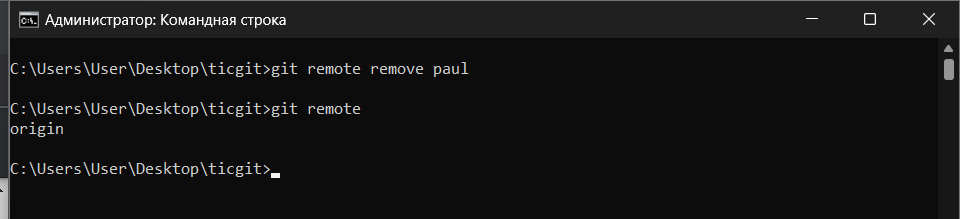 Администратор: Командная строка
C:\Users\User\Desktop\ticgit>git remote remove paul
C:\Users\User\Desktop\ticgit>git remote
origin
C:\Users\User\Desktop\ticgit>